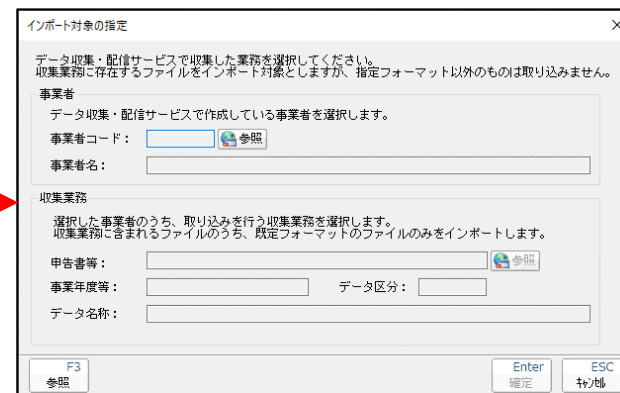 インポート対象の指定
データ収集・配信サービスで収集した業務を選択してください。
収集業務に存在するファイルをインポート対象としますが、指定フォーマット以外のものは取り込みません。
事業者
データ収集・配信サービスで作成している事業者を選択します。
事業者コード： 参照
事業者名：
収集業務
選択した事業者のうち、取り込みを行う収集業務を選択します。
収集業務に含まれるファイルのうち、既定フォーマットのファイルのみをインポートします。
申告書等： 参照
事業年度等： データ区分：
データ名称：
F3 Enter ESC
参照 確定 ｷｬﾝｾﾙ